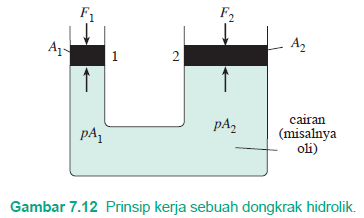 F1
F2
A1
1
2
A2
pA1
pA2
cairan
(misalnya
oli)
Gambar 7.12 Prinsip kerja sebuah dongkrak hidrolik.